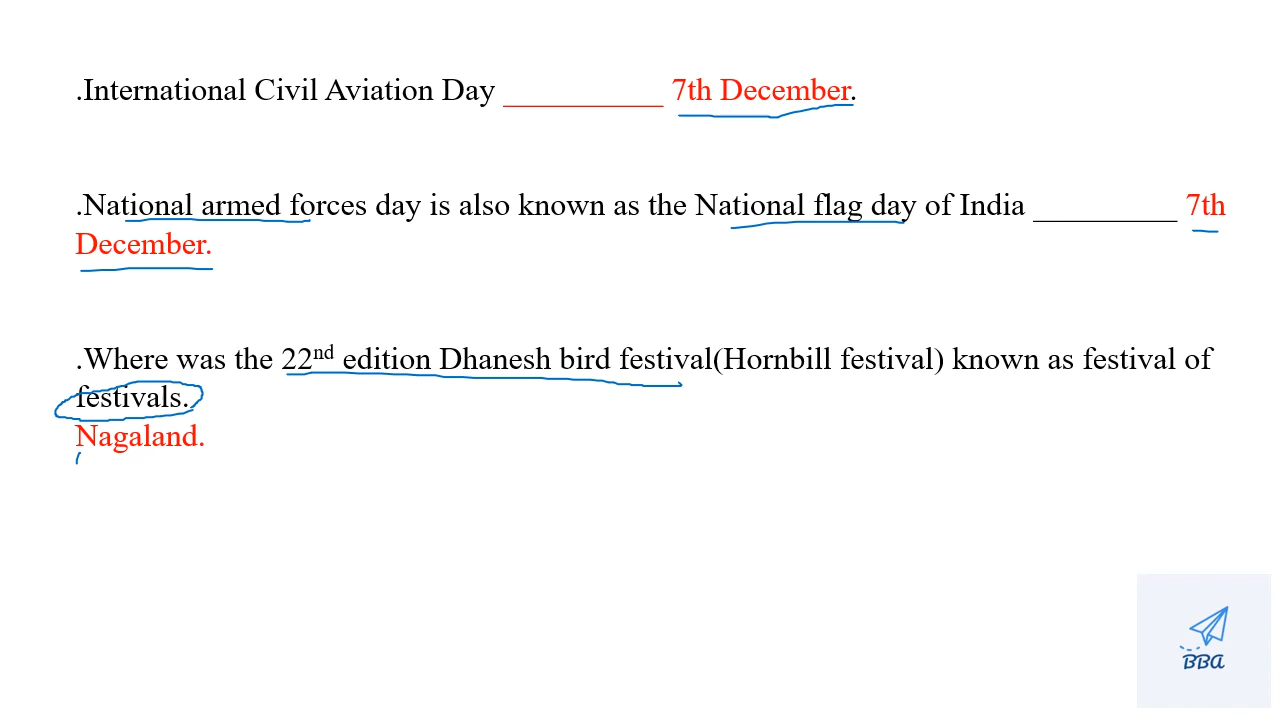 .International Civil Aviation Day __________ 7th December.
.National armed forces day is also known as the National flag day of India _________ 7th
December.
.Where was the 22nd edition Dhanesh bird festival(Hornbill festival) known as festival of
festivals.
Nagaland.
BBA